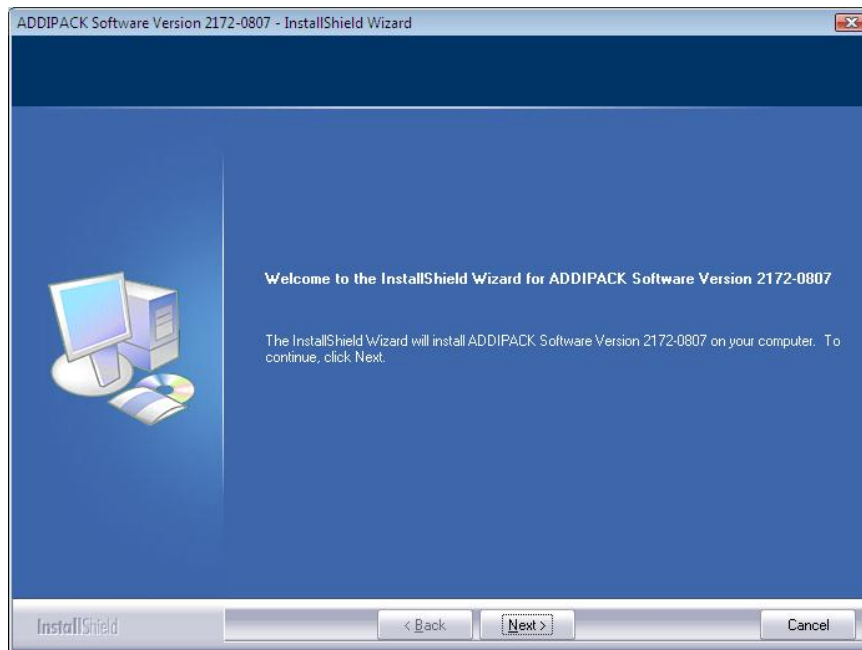 ADDIPACK Software Version 2172-0807 - InstallShield Wizard
Welcome to the InstallShield Wizard for ADDIPACK Software Version 2172-0807
The InstallShield Wizard will install ADDIPACK Software Version 2172-0807 on your computer. To
continue, click Next.
InstallShield
< Back
Next >
Cancel